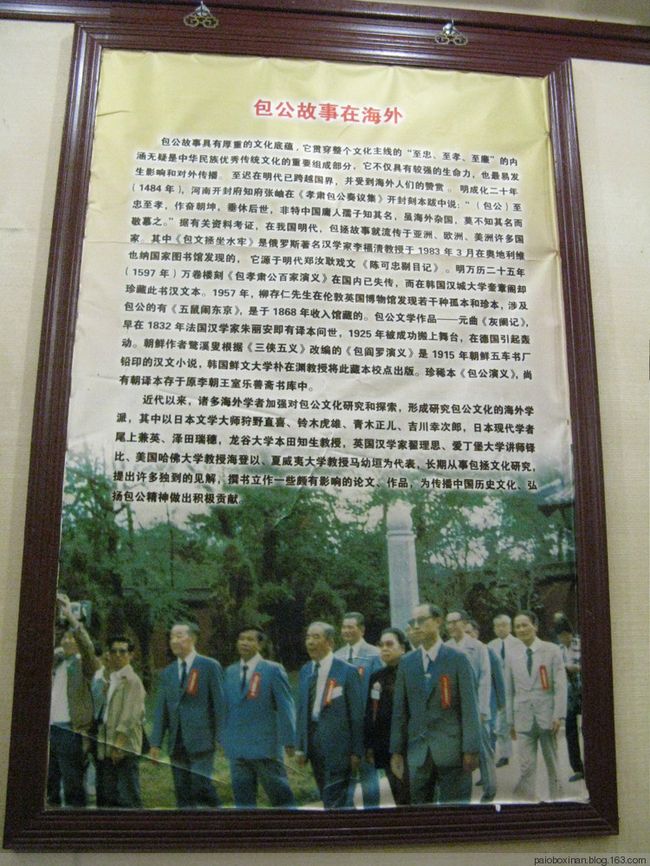 包公故事在海外
包公故事具有厚重的文化底蕴，它贯穿整个文化主线的“至忠、至孝、至廉”的内
涵无疑是中华民族优秀传统文化的重要组成部分，它不仅具有较强的生命力，也最易发
生影响和对外传播。至迟在明代已跨越国界，并受到海外人们的赞赏。明成化二十年
（1484年），河南开封府知府张岫在《孝肃包公奏议集》开封刻本跋中说：“（包公）至
忠至孝，作奋朝坤，垂休后世，非特中国庸人孺子知其名，虽海外杂国，莫不知其名而
敬慕之。”据有关资料考证，在我国明代，包拯故事就流传于亚洲、欧洲、美洲许多国
家。其中《包文拯坐水牢》是俄罗斯著名汉学家李福清教授于1983年3月在奥地利维
也纳国家图书馆发现的，它源于明代郑汝耿戏文《陈可忠剔目记》。明万历二十五年
（1597年）万卷楼刻《包孝肃公百家演义》在国内已失传，而在韩国汉城大学奎章阁却
珍藏此书汉文本。1957年，柳存仁先生在伦敦英国博物馆发现若干种孤本和珍本，涉及
包公的有《五鼠闹东京》，是于1868年收入馆藏的。包公文学作品——元曲《灰阑记》，
早在1832年法国汉学家朱丽安即有译本问世，1925年被成功搬上舞台，在德国引起轰
动。朝鲜作者鹭溪叟根据《三侠五义》改编的《包阎罗演义》是1915年朝鲜五车书厂
铅印的汉文小说，韩国鲜文大学朴在渊教授将此藏本校点出版。珍稀本《包公演义》，尚
有朝译本存于原李朝王室乐善斋书库中。
近代以来，诸多海外学者加强对包公文化研究和探索，形成研究包公文化的海外学
派，其中以日本文学大师狩野直喜、铃木虎雄、青木正儿、吉川幸次郎，日本现代学者
尾上兼英、泽田瑞穗，龙谷大学本田知生教授，英国汉学家翟理思、爱丁堡大学讲师铎
比、美国哈佛大学教授海登以、夏威夷大学教授马幼垣为代表，长期从事包拯文化研究，
提出许多独到的见解，撰书立作一些颇有影响的论文、作品，为传播中国历史文化、弘
扬包公精神做出积极贡献
paioboxinan.blog.163.com